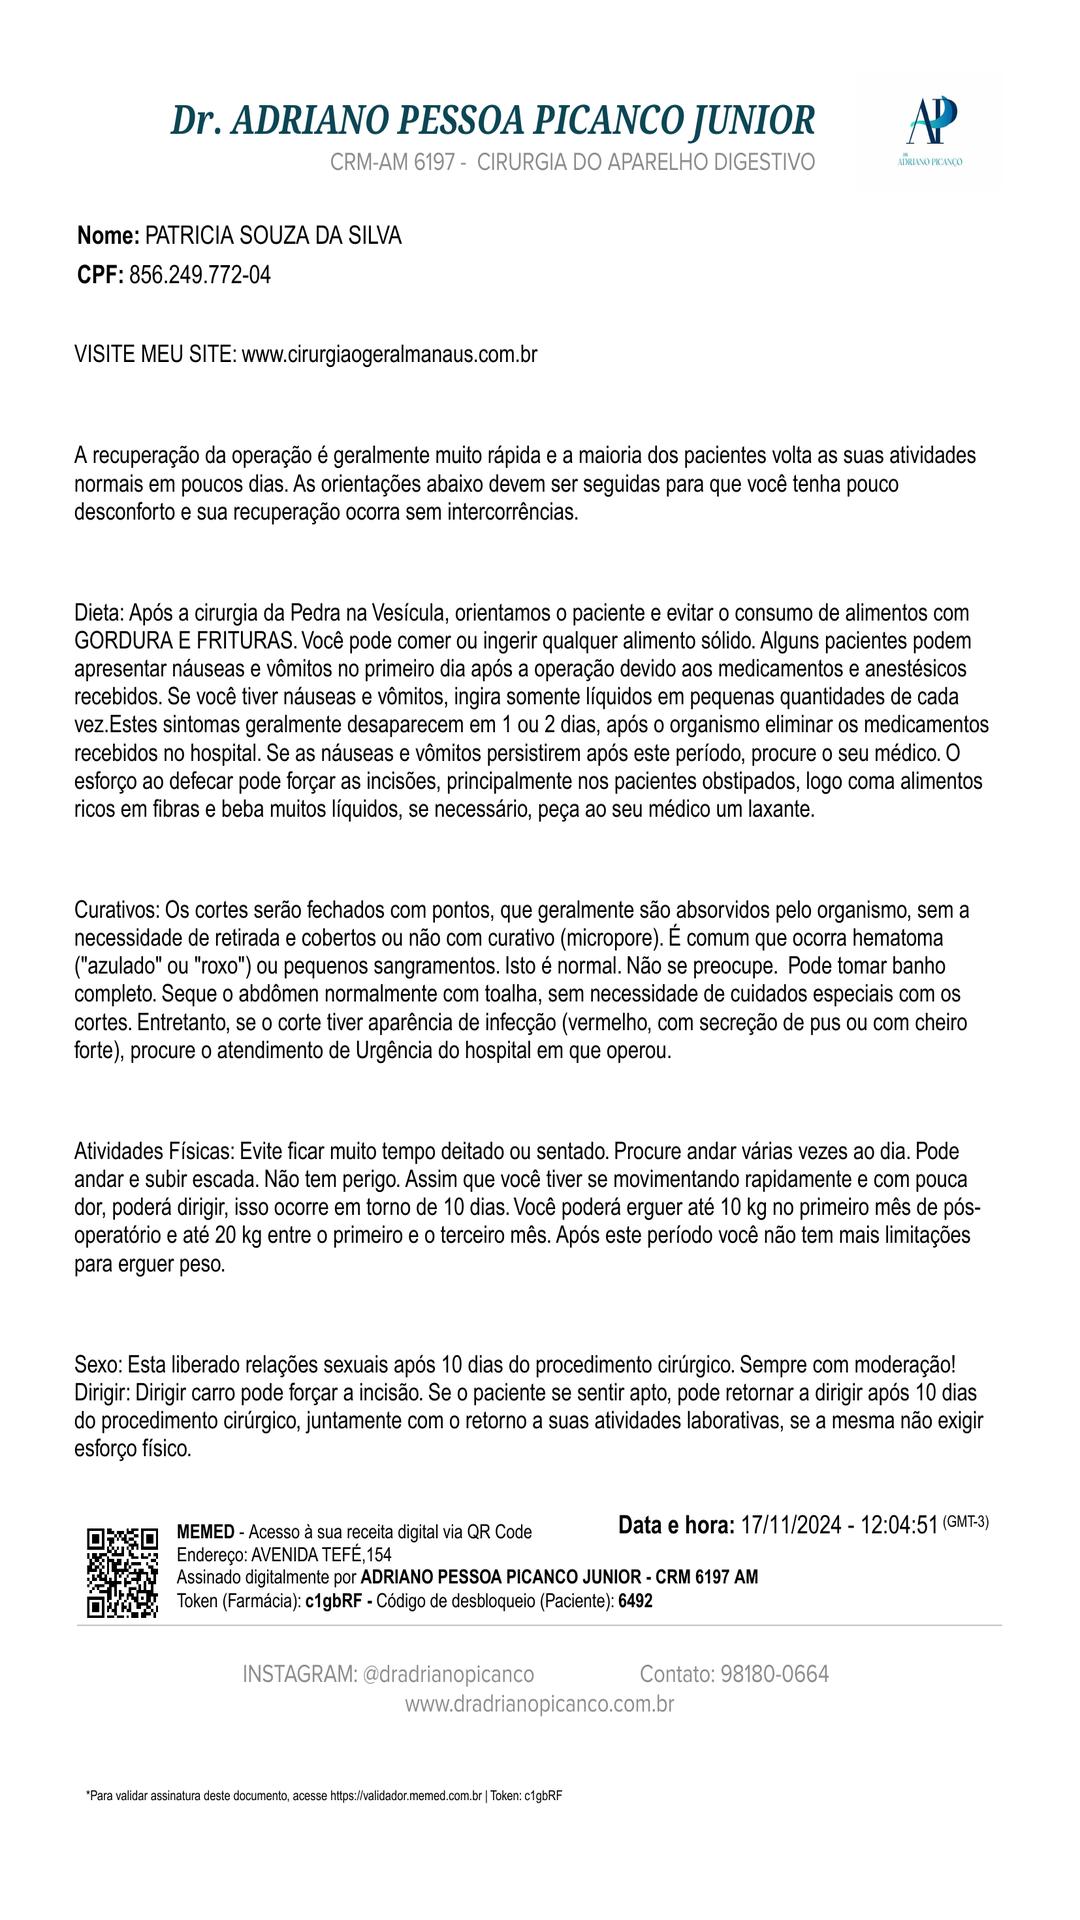 Dr. ADRIANO PESSOA PICANCO JUNIOR
CRM-AM 6197 - CIRURGIA DO APARELHO DIGESTIVO
AP
DR
ADRIANO PICANÇO
Nome: PATRICIA SOUZA DA SILVA
CPF: 856.249.772-04
VISITE MEU SITE: www.cirurgiaogeralmanaus.com.br
A recuperação da operação é geralmente muito rápida e a maioria dos pacientes volta as suas atividades
normais em poucos dias. As orientações abaixo devem ser seguidas para que você tenha pouco
desconforto e sua recuperação ocorra sem intercorrências.
Dieta: Após a cirurgia da Pedra na Vesícula, orientamos o paciente e evitar o consumo de alimentos com
GORDURA E FRITURAS. Você pode comer ou ingerir qualquer alimento sólido. Alguns pacientes podem
apresentar náuseas e vômitos no primeiro dia após a operação devido aos medicamentos e anestésicos
recebidos. Se você tiver náuseas e vômitos, ingira somente líquidos em pequenas quantidades de cada
vez.Estes sintomas geralmente desaparecem em 1 ou 2 dias, após o organismo eliminar os medicamentos
recebidos no hospital. Se as náuseas e vômitos persistirem após este período, procure o seu médico. O
esforço ao defecar pode forçar as incisões, principalmente nos pacientes obstipados, logo coma alimentos
ricos em fibras e beba muitos líquidos, se necessário, peça ao seu médico um laxante.
Curativos: Os cortes serão fechados com pontos, que geralmente são absorvidos pelo organismo, sem a
necessidade de retirada e cobertos ou não com curativo (micropore). É comum que ocorra hematoma
("azulado" ou "roxo") ou pequenos sangramentos. Isto é normal. Não se preocupe.  Pode tomar banho
completo. Seque o abdômen normalmente com toalha, sem necessidade de cuidados especiais com os
cortes. Entretanto, se o corte tiver aparência de infecção (vermelho, com secreção de pus ou com cheiro
forte), procure o atendimento de Urgência do hospital em que operou.
Atividades Físicas: Evite ficar muito tempo deitado ou sentado. Procure andar várias vezes ao dia. Pode
andar e subir escada. Não tem perigo. Assim que você tiver se movimentando rapidamente e com pouca
dor, poderá dirigir, isso ocorre em torno de 10 dias. Você poderá erguer até 10 kg no primeiro mês de pós-
operatório e até 20 kg entre o primeiro e o terceiro mês. Após este período você não tem mais limitações
para erguer peso.
Sexo: Esta liberado relações sexuais após 10 dias do procedimento cirúrgico. Sempre com moderação!
Dirigir: Dirigir carro pode forçar a incisão. Se o paciente se sentir apto, pode retornar a dirigir após 10 dias
do procedimento cirúrgico, juntamente com o retorno a suas atividades laborativas, se a mesma não exigir
esforço físico.
Data e hora: 17/11/2024 - 12:04:51 (GMT-3)
MEMED - Acesso à sua receita digital via QR Code
Endereço: AVENIDA TEFÉ,154
Assinado digitalmente por ADRIANO PESSOA PICANCO JUNIOR - CRM 6197 AM
Token (Farmácia): c1gbRF - Código de desbloqueio (Paciente): 6492
INSTAGRAM: @dradrianopicanco Contato: 98180-0664
www.dradrianopicanco.com.br
*Para validar assinatura deste documento, acesse https://validador.memed.com.br | Token: c1gbRF